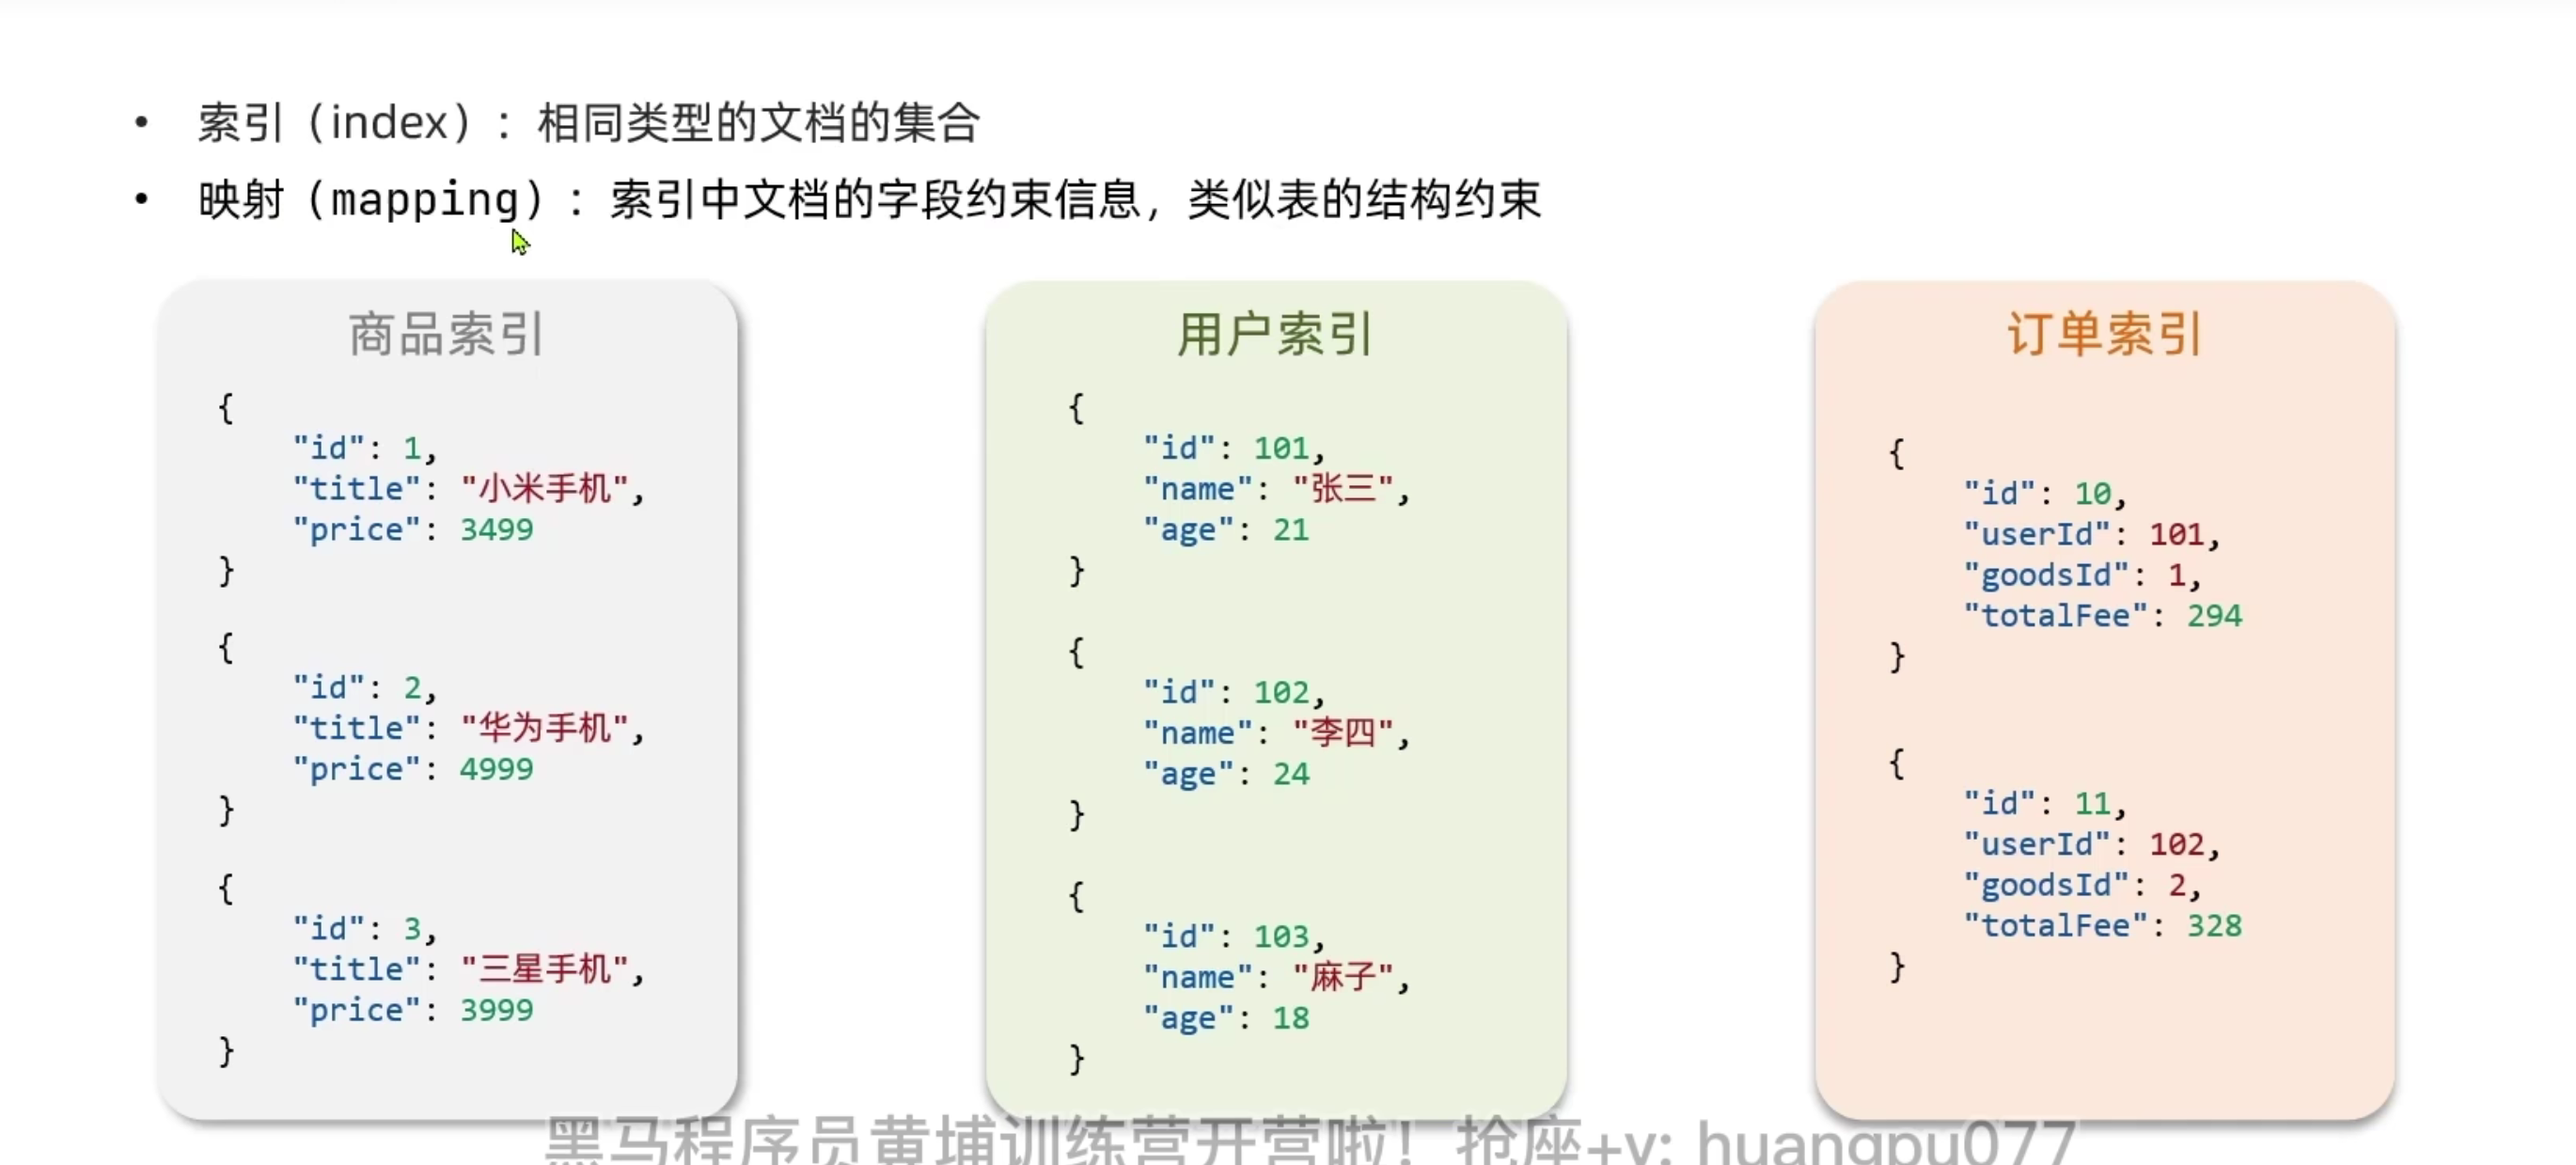 • 索引（index）：相同类型的文档的集合
• 映射（mapping）：索引中文档的字段约束信息，类似表的结构约束
商品索引
{
"id": 1,
"title": "小米手机",
"price": 3499
}
{
"id": 2,
"title": "华为手机",
"price": 4999
}
{
"id": 3,
"title": "三星手机",
"price": 3999
}
用户索引
{
"id": 101,
"name": "张三",
"age": 21
}
{
"id": 102,
"name": "李四",
"age": 24
}
{
"id": 103,
"name": "麻子",
"age": 18
}
订单索引
{
"id": 10,
"userId": 101,
"goodsId": 1,
"totalFee": 294
}
{
"id": 11,
"userId": 102,
"goodsId": 2,
"totalFee": 328
}
黑马程序员黄埔训练营开营啦！抢座+v: huangpu077